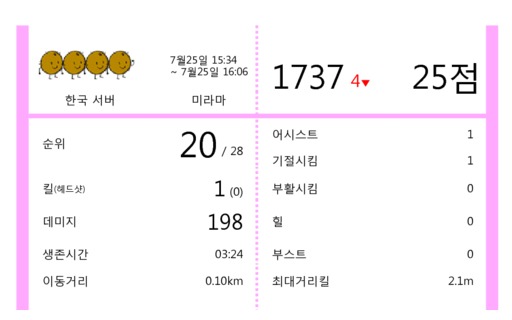 7월25일 15:34
~ 7월25일 16:06
한국 서버
미라마
1737 4▼ 25점
순위 20 / 28
킬(헤드샷) 1 (0)
데미지 198
생존시간 03:24
이동거리 0.10km
어시스트 1
기절시킴 1
부활시킴 0
힐 0
부스트 0
최대거리킬 2.1m